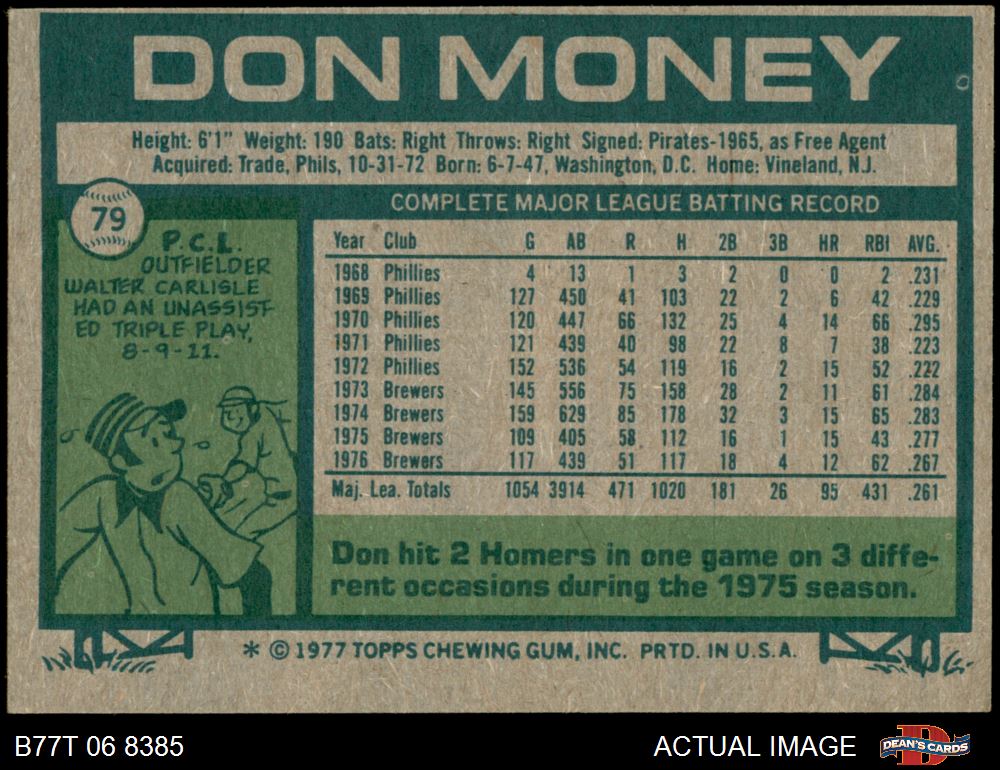 DON MONEY
Height: 6'1" Weight: 190 Bats: Right Throws: Right Signed: Pirates-1965, as Free Agent
Acquired: Trade, Phils, 10-31-72 Born: 6-7-47, Washington, D.C. Home: Vineland, N.J.
79
P.C.L.
OUTFIELDER
WALTER CARLISLE
HAD AN UNASSIST-
ED TRIPLE PLAY,
8-9-11.
COMPLETE MAJOR LEAGUE BATTING RECORD
Year Club G AB R H 2B 3B HR RBI AVG.
1968 Phillies 4 13 1 3 2 0 0 2 .231
1969 Phillies 127 450 41 103 22 2 6 42 .229
1970 Phillies 120 447 66 132 25 4 14 66 .295
1971 Phillies 121 439 40 98 22 8 7 38 .223
1972 Phillies 152 536 54 119 16 2 15 52 .222
1973 Brewers 145 556 75 158 28 2 11 61 .284
1974 Brewers 159 629 85 178 32 3 15 65 .283
1975 Brewers 109 405 58 112 16 1 15 43 .277
1976 Brewers 117 439 51 117 18 4 12 62 .267
Maj. Lea. Totals 1054 3914 471 1020 181 26 95 431 .261
Don hit 2 Homers in one game on 3 diffe-
rent occasions during the 1975 season.
* © 1977 TOPPS CHEWING GUM, INC. PRTD. IN U.S.A.
B77T 06 8385
ACTUAL IMAGE
DEAN'S CARDS